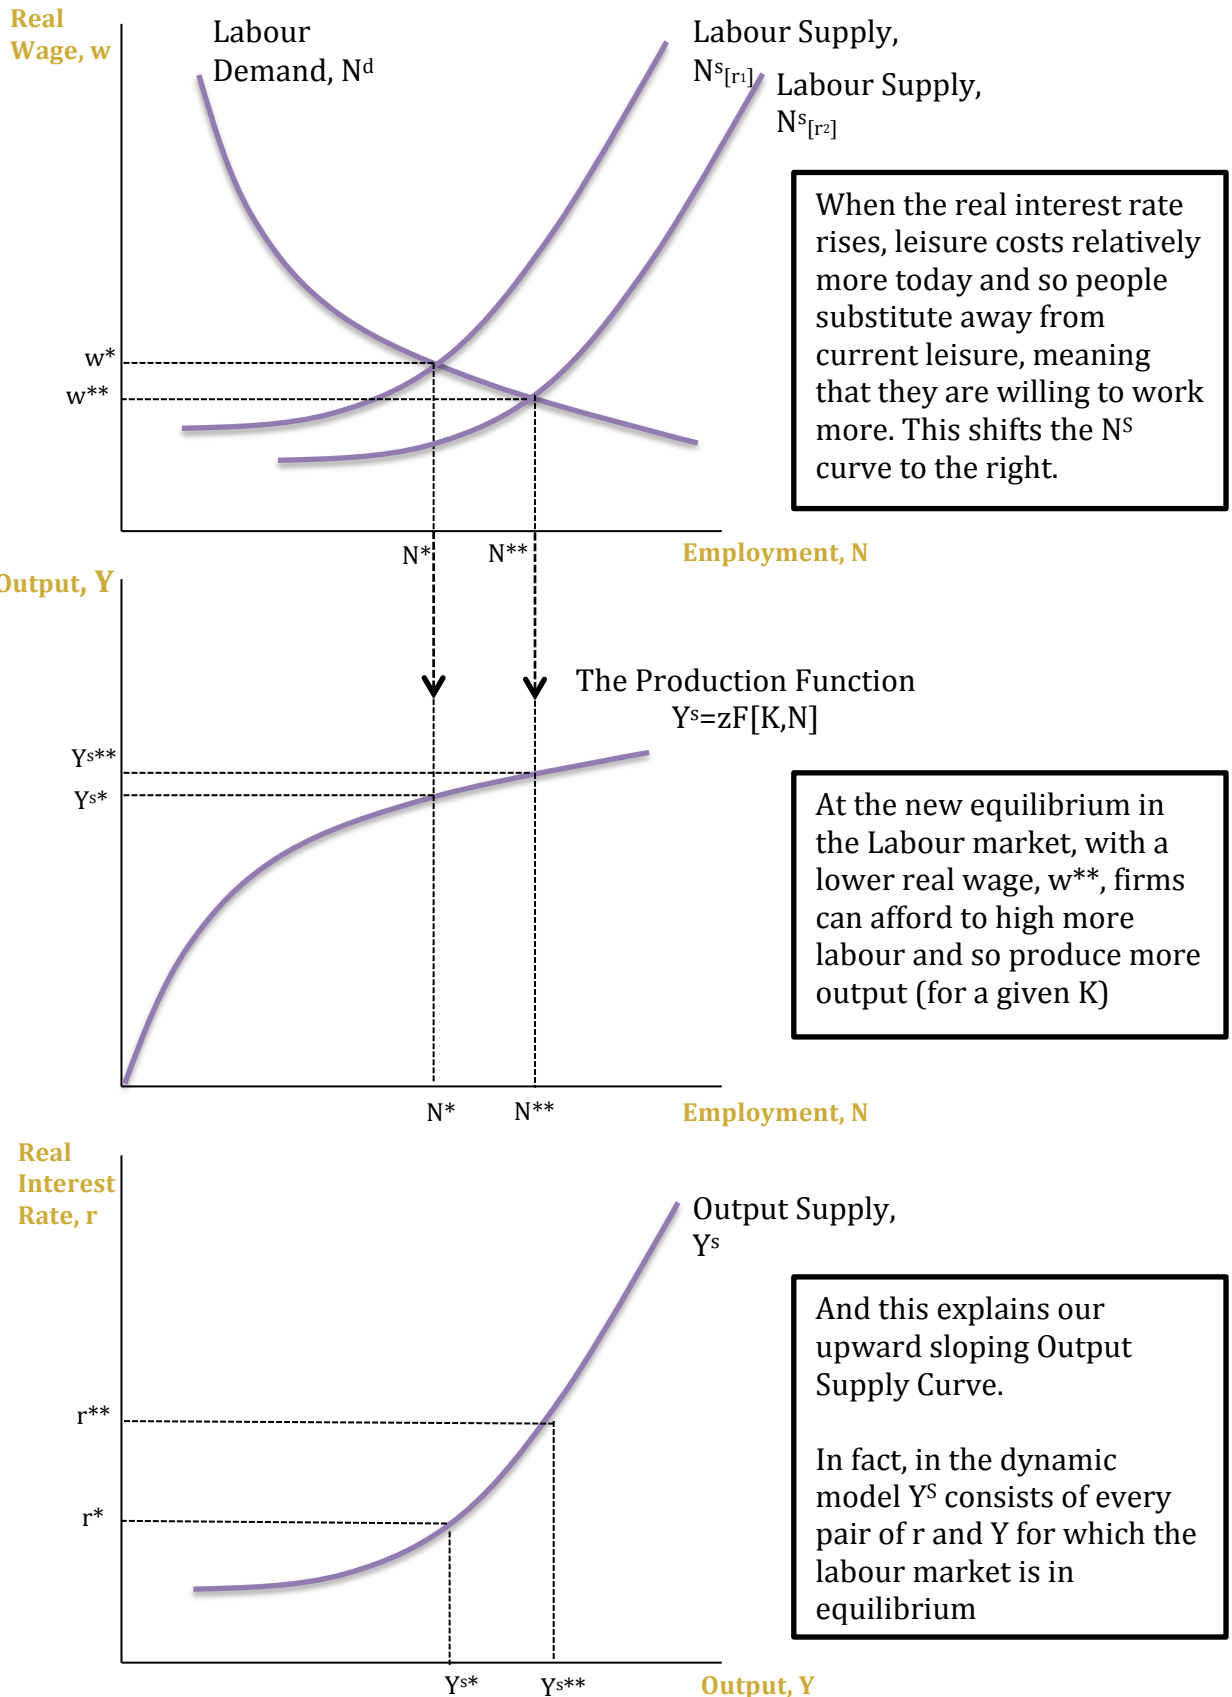 Real
Wage, w
Labour
Demand, Nᵈ
Labour Supply,
Nˢ[r₁]
Labour Supply,
Nˢ[r₂]
When the real interest rate
rises, leisure costs relatively
more today and so people
substitute away from
current leisure, meaning
that they are willing to work
more. This shifts the Nˢ
curve to the right.
w*
w**
N*
N**
Employment, N
Output, Y
The Production Function
Yˢ=zF[K,N]
Yˢ**
Yˢ*
At the new equilibrium in
the Labour market, with a
lower real wage, w**, firms
can afford to high more
labour and so produce more
output (for a given K)
N*
N**
Employment, N
Real
Interest
Rate, r
Output Supply,
Yˢ
And this explains our
upward sloping Output
Supply Curve.
In fact, in the dynamic
model Yˢ consists of every
pair of r and Y for which the
labour market is in
equilibrium
r**
r*
Yˢ*
Yˢ**
Output, Y